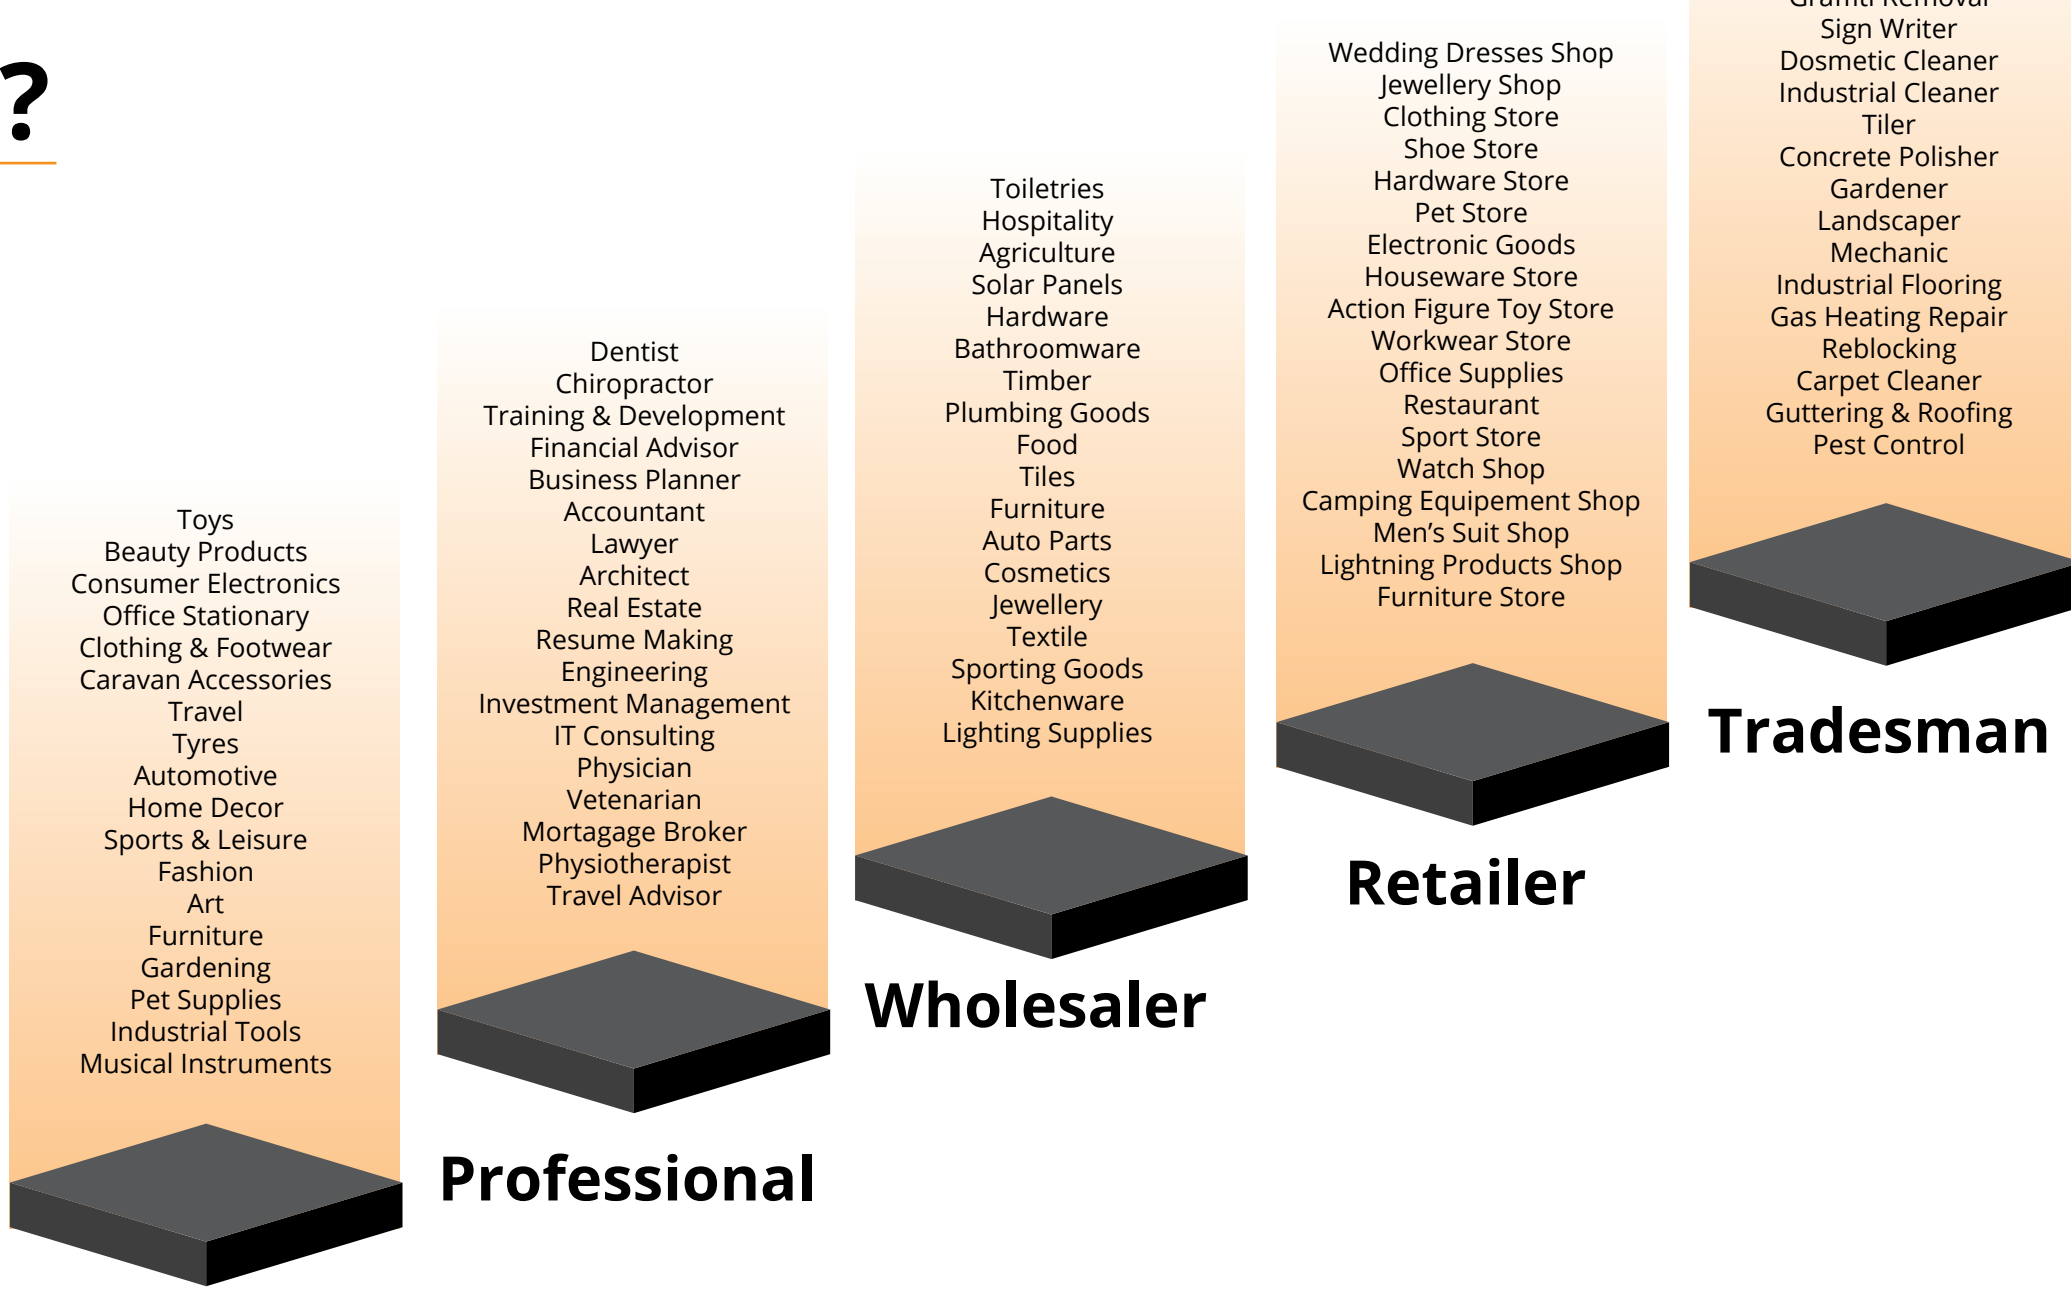 ?
Toys
Beauty Products
Consumer Electronics
Office Stationary
Clothing & Footwear
Caravan Accessories
Travel
Tyres
Automotive
Home Decor
Sports & Leisure
Fashion
Art
Furniture
Gardening
Pet Supplies
Industrial Tools
Musical Instruments
Dentist
Chiropractor
Training & Development
Financial Advisor
Business Planner
Accountant
Lawyer
Architect
Real Estate
Resume Making
Engineering
Investment Management
IT Consulting
Physician
Vetenarian
Mortagage Broker
Physiotherapist
Travel Advisor
Professional
Toiletries
Hospitality
Agriculture
Solar Panels
Hardware
Bathroomware
Timber
Plumbing Goods
Food
Tiles
Furniture
Auto Parts
Cosmetics
Jewellery
Textile
Sporting Goods
Kitchenware
Lighting Supplies
Wholesaler
Wedding Dresses Shop
Jewellery Shop
Clothing Store
Shoe Store
Hardware Store
Pet Store
Electronic Goods
Houseware Store
Action Figure Toy Store
Workwear Store
Office Supplies
Restaurant
Sport Store
Watch Shop
Camping Equipement Shop
Men’s Suit Shop
Lightning Products Shop
Furniture Store
Retailer
Graffiti Removal
Sign Writer
Dosmetic Cleaner
Industrial Cleaner
Tiler
Concrete Polisher
Gardener
Landscaper
Mechanic
Industrial Flooring
Gas Heating Repair
Reblocking
Carpet Cleaner
Guttering & Roofing
Pest Control
Tradesman